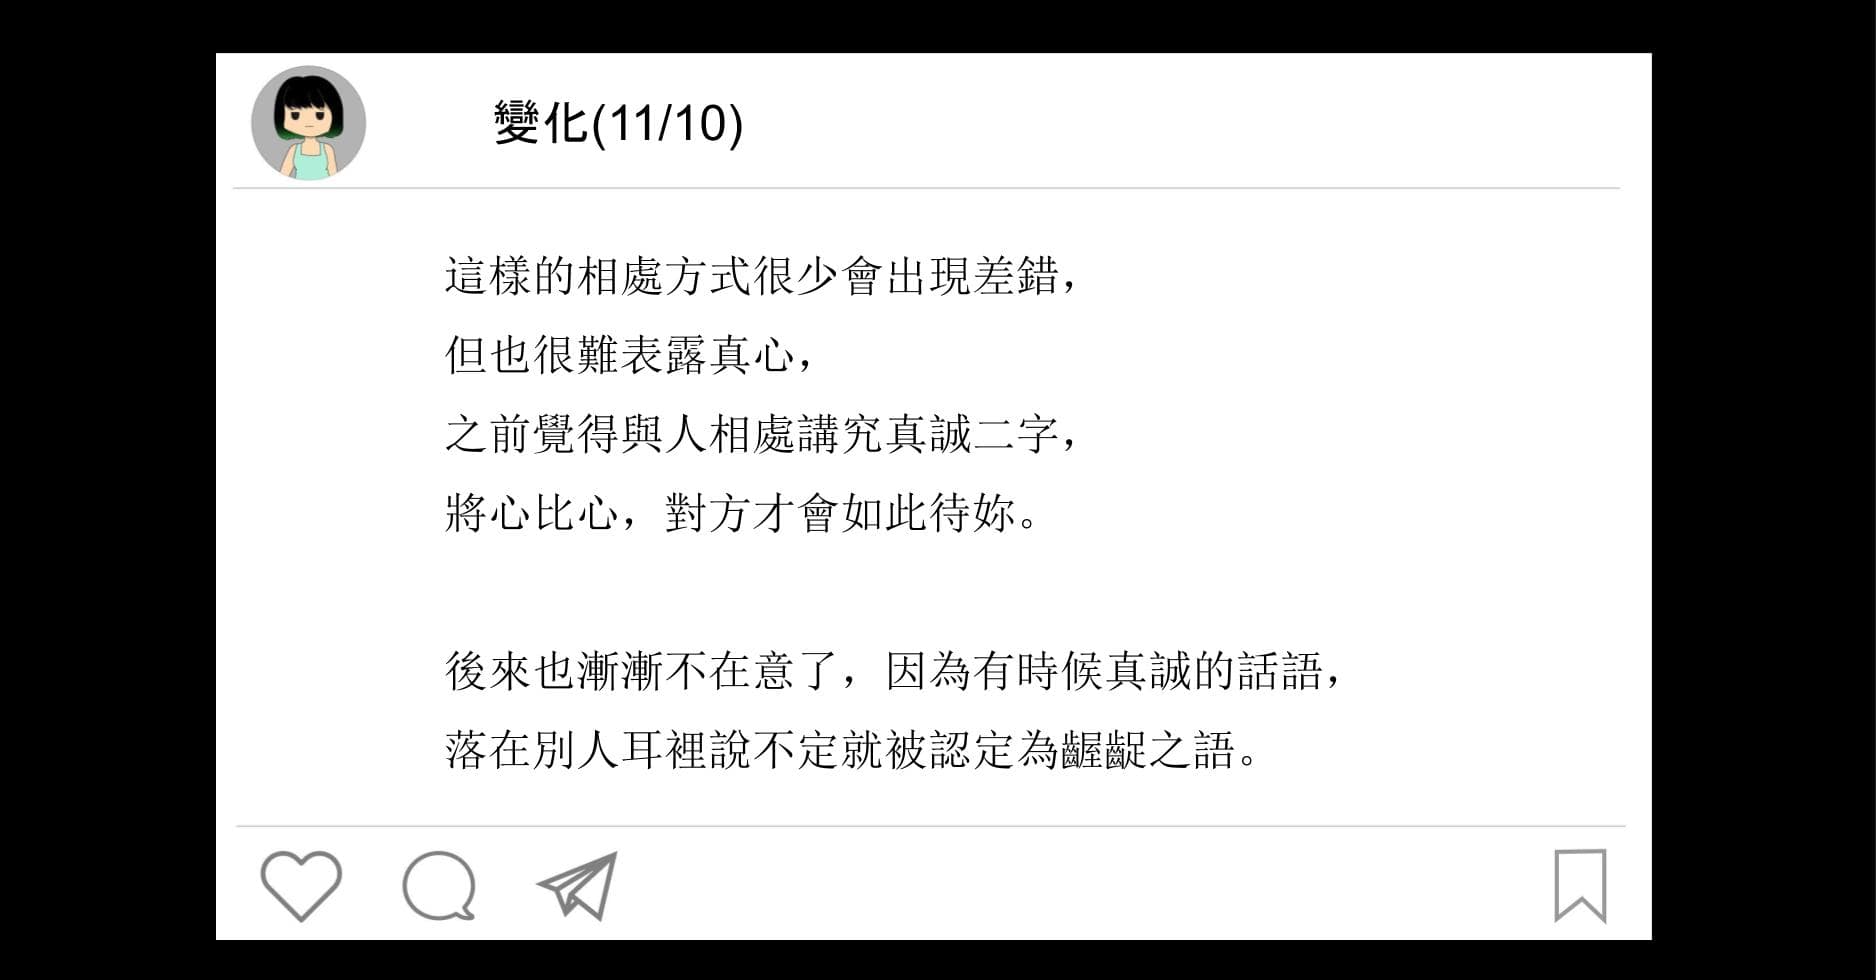 變化(11/10)
這樣的相處方式很少會出現差錯，
但也很難表露真心，
之前覺得與人相處講究真誠二字，
將心比心，對方才會如此待妳。
後來也漸漸不在意了，因為有時候真誠的話語，
落在別人耳裡說不定就被認定為齷齪之語。